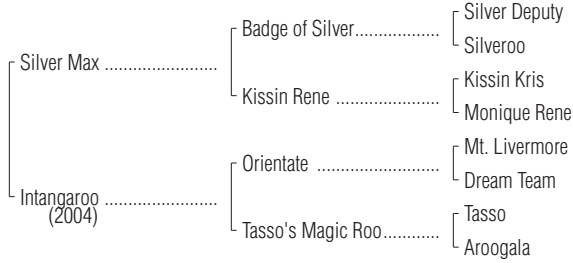 Silver Deputy
Badge of Silver..................
Silveroo
Silver Max ........................
Kissin Kris
Kissin Rene ......................
Monique Rene
Mt. Livermore
Orientate ..........................
Dream Team
Intangaroo ........................
(2004)
Tasso
Tasso's Magic Roo............
Aroogala